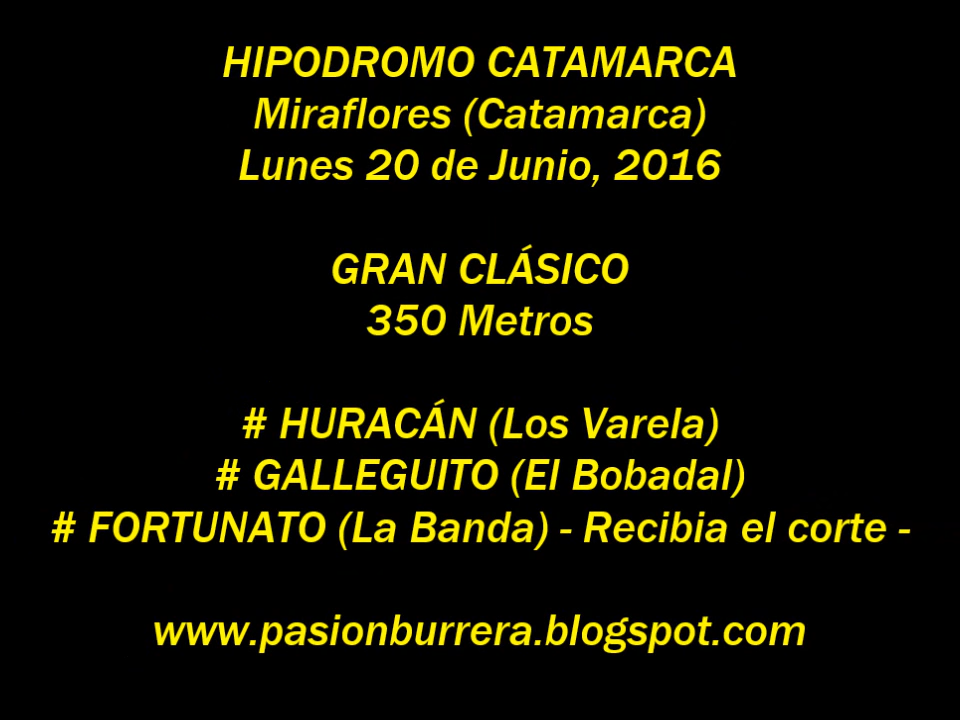 HIPODROMO CATAMARCA
Miraflores (Catamarca)
Lunes 20 de Junio, 2016
GRAN CLÁSICO
350 Metros
# HURACÁN (Los Varela)
# GALLEGUITO (El Bobadal)
# FORTUNATO (La Banda) - Recibia el corte -
www.pasionburrera.blogspot.com